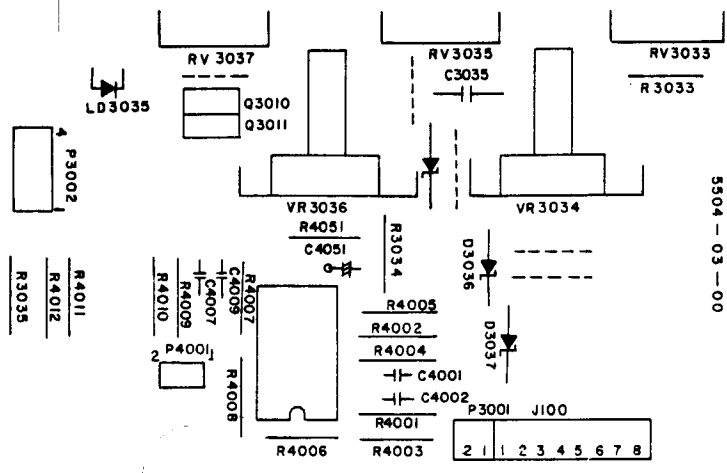 RV 3037
RV3035
RV3033
C3035
R3033
LD3035
Q3010
Q3011
4
P3002
1
VR3036
VR3034
5504-03-00
R4051
C4051
R3034
D3036
R3035
R4012
R4011
R4010
R4009
C4007
C4009
R4007
R4005
R4002
R4004
D3037
2 P4001 1
R4008
C4001
C4002
R4001
R4006
R4003
P3001 J100
2 1 1 2 3 4 5 6 7 8